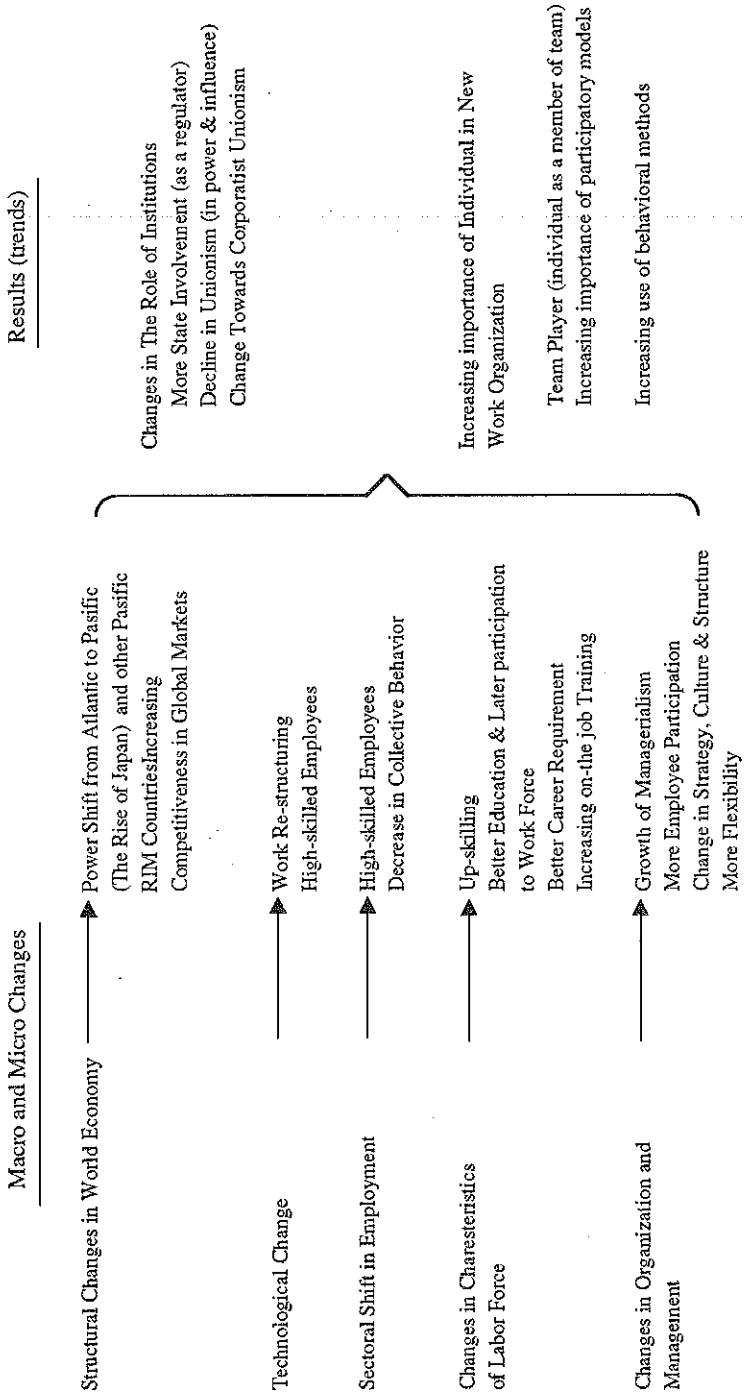 Macro and Micro Changes
Results (trends)
Structural Changes in World Economy
Power Shift from Atlantic to Pasific
(The Rise of Japan) and other Pasific
RIM CountriesIncreasing
Competitiveness in Global Markets
Technological Change
Work Re-structuring
High-skilled Employees
Sectoral Shift in Employment
High-skilled Employees
Decrease in Collective Behavior
Changes in Charesteristics
of Labor Force
Up-skilling
Better Education & Later participation
to Work Force
Better Career Requirement
Increasing on-the job Training
Changes in Organization and
Management
Growth of Managerialism
More Employee Participation
Change in Strategy, Culture & Structure
More Flexibility
Changes in The Role of Institutions
More State Involvement (as a regulator)
Decline in Unionism (in power & influence)
Change Towards Corporatist Unionism
Increasing importance of Individual in New
Work Organization
Team Player (individual as a member of team)
Increasing importance of participatory models
Increasing use of behavioral methods